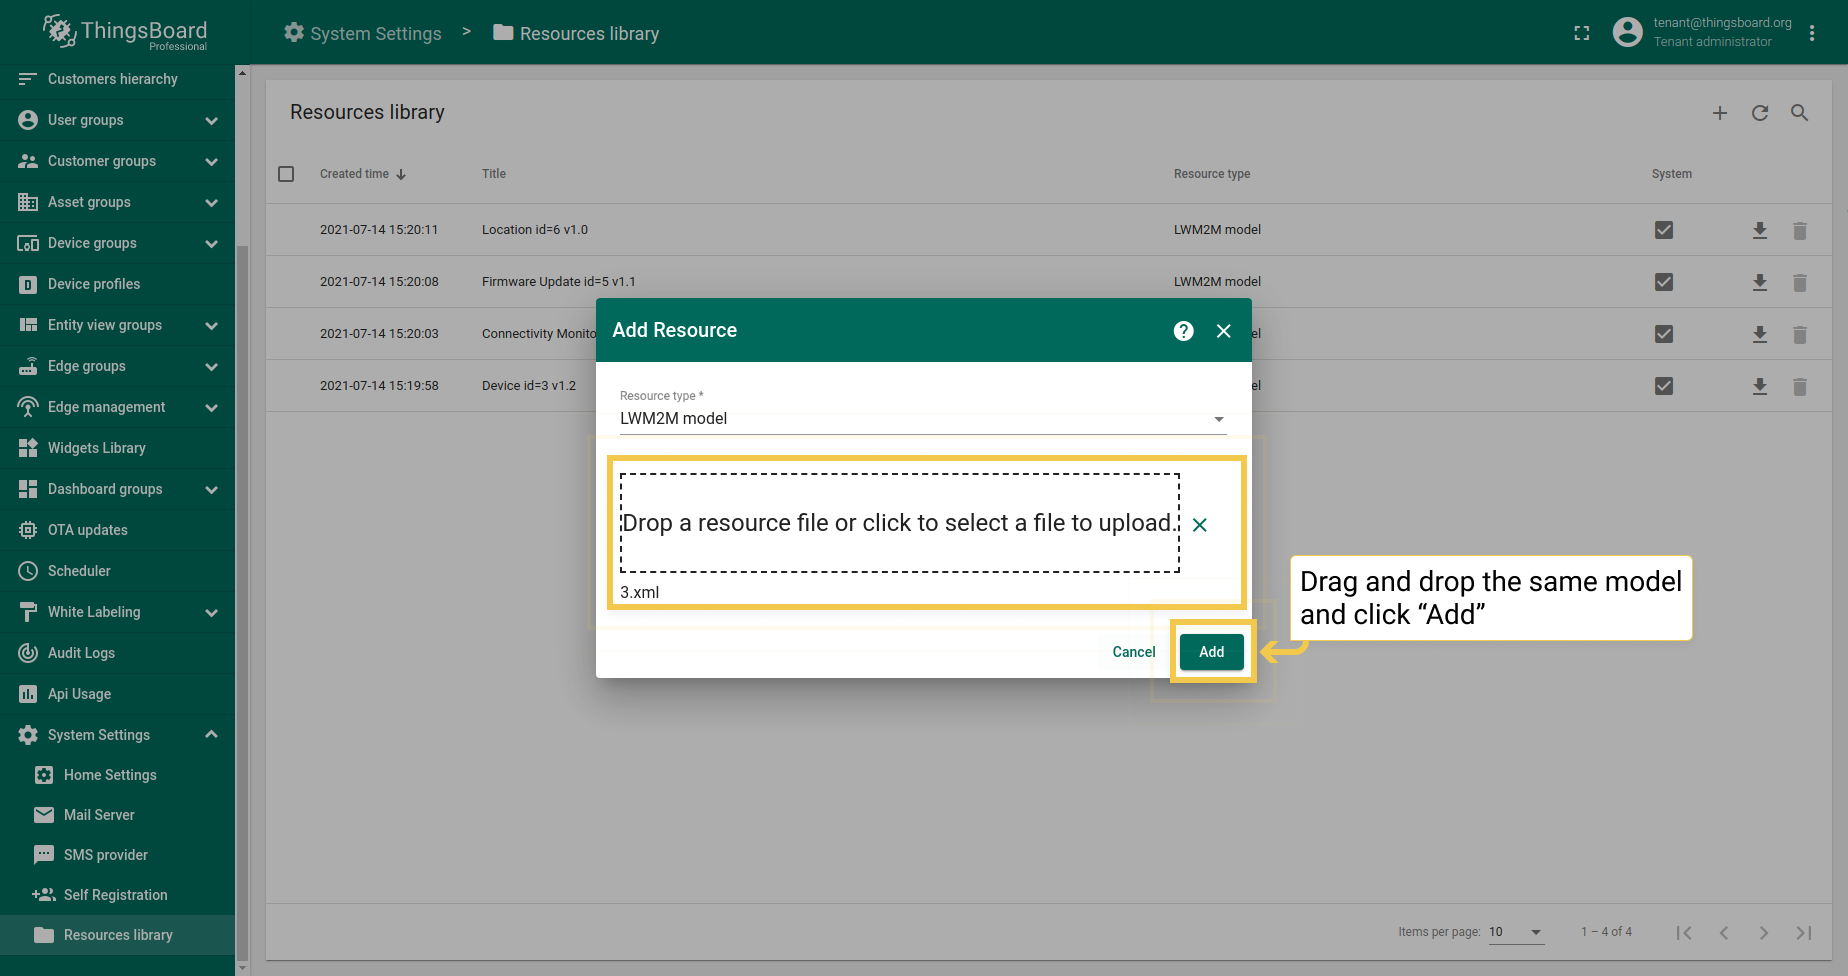 ThingsBoard
Professional
System Settings > Resources library
tenant@thingsboard.org
Tenant administrator
Customers hierarchy
User groups
Customer groups
Asset groups
Device groups
Device profiles
Entity view groups
Edge groups
Edge management
Widgets Library
Dashboard groups
OTA updates
Scheduler
White Labeling
Audit Logs
Api Usage
System Settings
Home Settings
Mail Server
SMS provider
Self Registration
Resources library
Resources library
Created time Title Resource type System
2021-07-14 15:20:11 Location id=6 v1.0 LWM2M model
2021-07-14 15:20:08 Firmware Update id=5 v1.1 LWM2M model
2021-07-14 15:20:03 Connectivity Monito el
2021-07-14 15:19:58 Device id=3 v1.2 el
Add Resource
Resource type *
LWM2M model
Drop a resource file or click to select a file to upload.
3.xml
Cancel Add
Drag and drop the same model
and click “Add”
Items per page: 10 1 – 4 of 4